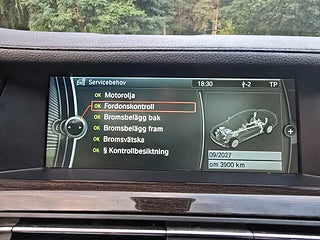 Servicebehov
18:30
-2
TP
OK Motorolja
OK Fordonskontroll
OK Bromsbelägg bak
OK Bromsbelägg fram
OK Bromsvätska
OK § Kontrollbesiktning
09/2027
om 3900 km